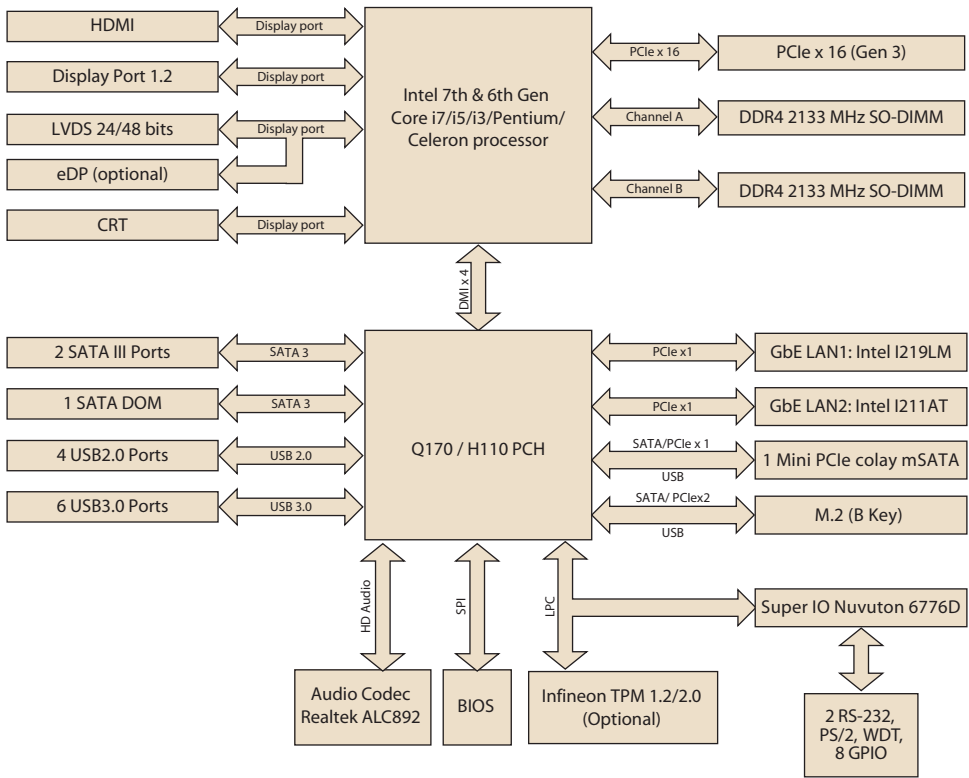 HDMI
Display port
Display Port 1.2
Display port
LVDS 24/48 bits
Display port
eDP (optional)
CRT
Display port
Intel 7th & 6th Gen
Core i7/i5/i3/Pentium/
Celeron processor
PCIe x 16
PCIe x 16 (Gen 3)
Channel A
DDR4 2133 MHz SO-DIMM
Channel B
DDR4 2133 MHz SO-DIMM
DMI x 4
2 SATA III Ports
SATA 3
1 SATA DOM
SATA 3
4 USB2.0 Ports
USB 2.0
6 USB3.0 Ports
USB 3.0
Q170 / H110 PCH
PCIe x1
GbE LAN1: Intel I219LM
PCIe x1
GbE LAN2: Intel I211AT
SATA/PCIe x 1
USB
1 Mini PCIe colay mSATA
SATA/ PCIex2
USB
M.2 (B Key)
HD Audio
SPI
LPC
Super IO Nuvuton 6776D
Audio Codec
Realtek ALC892
BIOS
Infineon TPM 1.2/2.0
(Optional)
2 RS-232,
PS/2, WDT,
8 GPIO